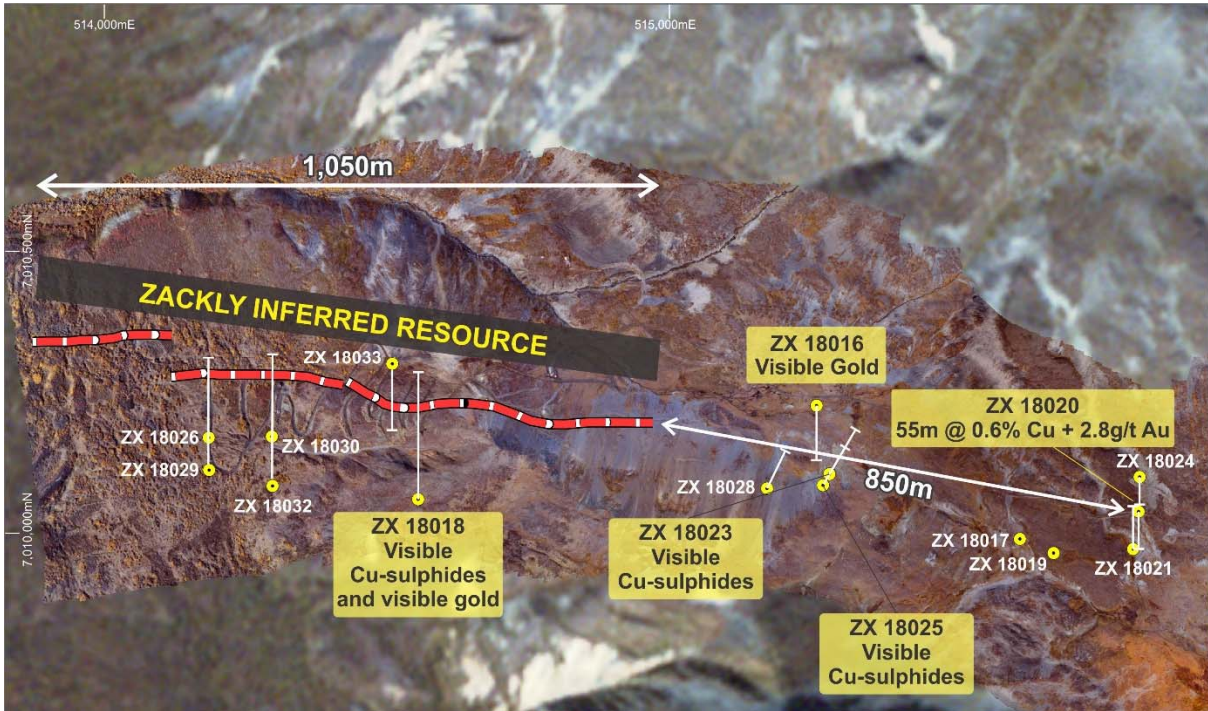 514,000mE
515,000mE
1,050m
7,010,500mN
ZACKLY INFERRED RESOURCE
ZX 18033
ZX 18016
Visible Gold
ZX 18020
55m @ 0.6% Cu + 2.8g/t Au
ZX 18026
ZX 18030
ZX 18029
ZX 18032
ZX 18024
850m
ZX 18028
7,010,000mN
ZX 18018
Visible
Cu-sulphides
and visible gold
ZX 18023
Visible
Cu-sulphides
ZX 18017
ZX 18019
ZX 18021
ZX 18025
Visible
Cu-sulphides